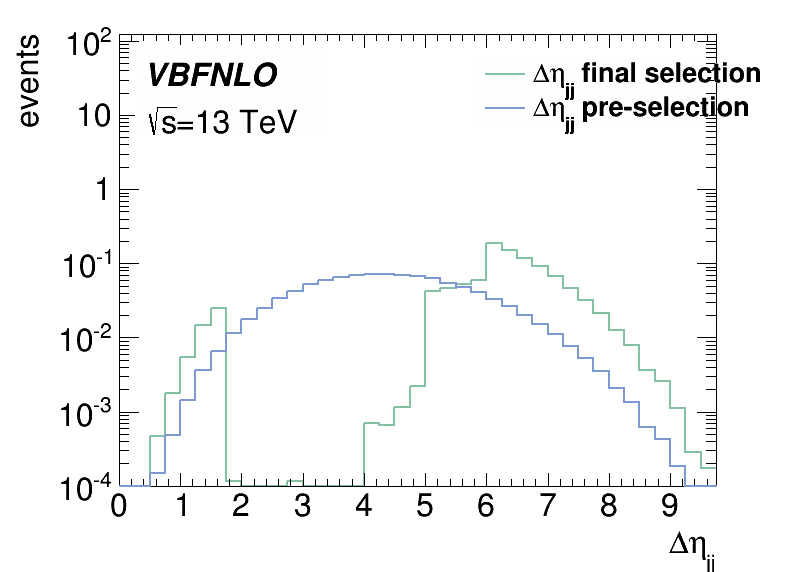 events
10²
10
1
10⁻¹
10⁻²
10⁻³
10⁻⁴
VBFNLO
√s=13 TeV
Δηjj final selection
Δηjj pre-selection
0 1 2 3 4 5 6 7 8 9
Δηjj